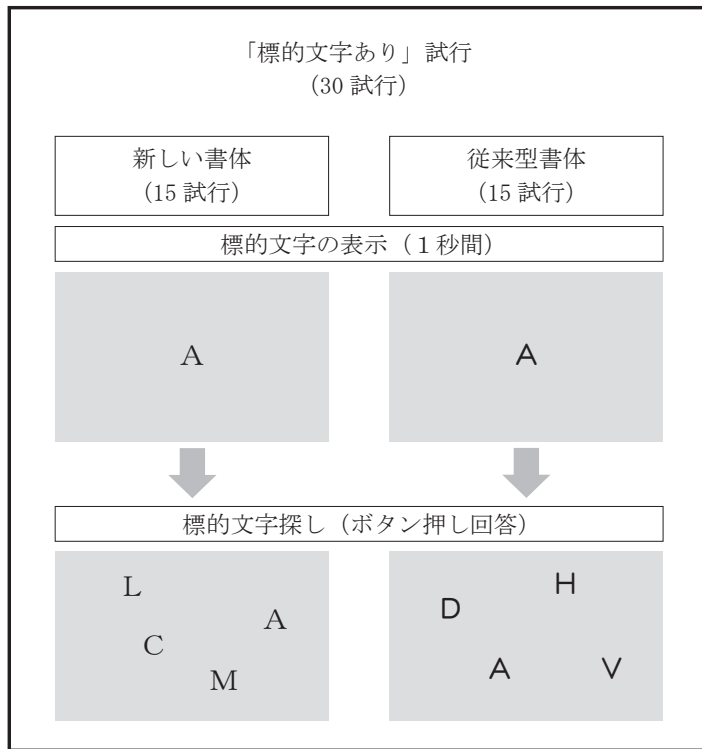 「標的文字あり」試行
（30 試行）
新しい書体
（15 試行）
従来型書体
（15 試行）
標的文字の表示（１秒間）
A
A
標的文字探し（ボタン押し回答）
L
A
C
M
H
D
A
V